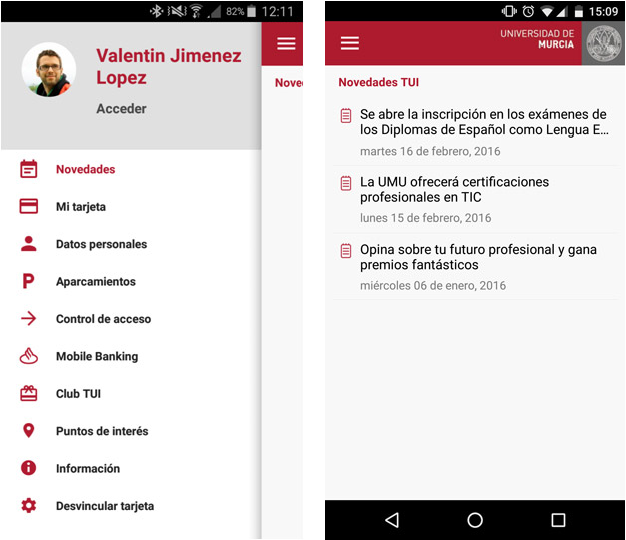 82% 12:11
Valentin Jimenez
Lopez
Acceder
Novedades
Mi tarjeta
Datos personales
P
Aparcamientos
Control de acceso
Mobile Banking
Club TUI
Puntos de interés
Información
Desvincular tarjeta
Nove
15:09
UNIVERSIDAD DE
MURCIA
Novedades TUI
Se abre la inscripción en los exámenes de
los Diplomas de Español como Lengua E...
martes 16 de febrero, 2016
La UMU ofrecerá certificaciones
profesionales en TIC
lunes 15 de febrero, 2016
Opina sobre tu futuro profesional y gana
premios fantásticos
miércoles 06 de enero, 2016